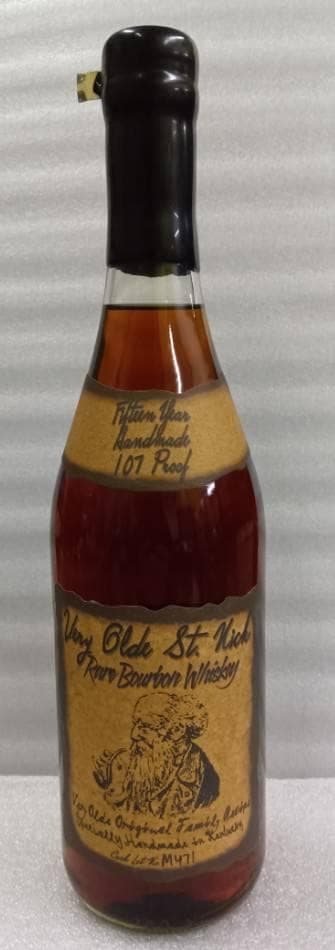 Fifteen Year
Handmade
107 Proof
Very Olde St. Nick
Rare Bourbon Whiskey
Very Olde Original Family Recipe
Specially Handmade in Kentucky
Cask Lot No M471